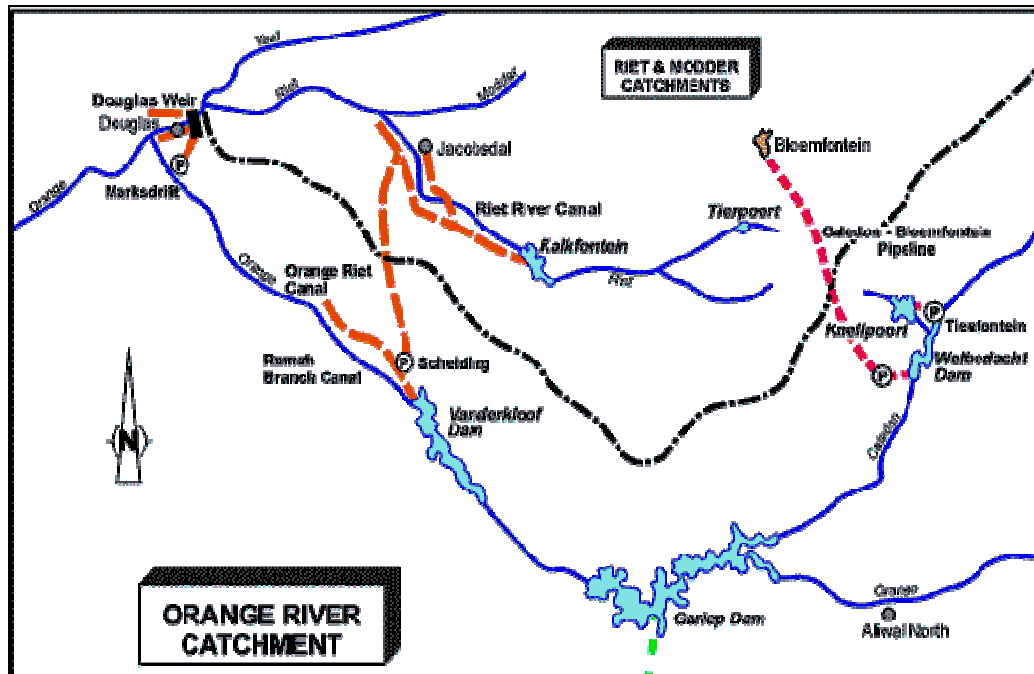 Vaal
RIET & MODDER
CATCHMENTS
Riet
Modder
Douglas Weir
Douglas
P
Marksdrift
Orange
Jacobsdal
Bloemfontein
Riet River Canal
Tierpoort
Caledon - Bloemfontein
Pipeline
Kalkfontein
Riet
Orange
Orange Riet
Canal
Knellpoort
P
Tieefontein
Welbedacht
Dam
P
Ramah
Branch Canal
P
Scheiding
Vanderkloof
Dam
N
Caledon
ORANGE RIVER
CATCHMENT
Gariep Dam
Orange
Aliwal North